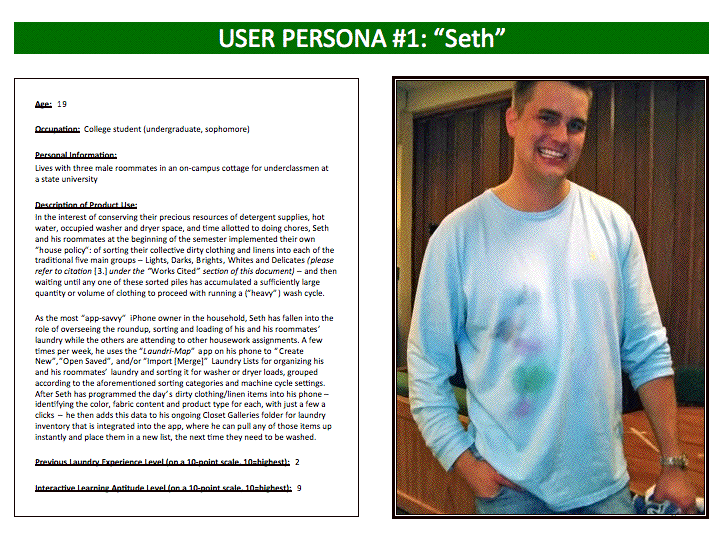 USER PERSONA #1: “Seth”
Age: 19
Occupation: College student (undergraduate, sophomore)
Personal Information:
Lives with three male roommates in an on-campus cottage for underclassmen at
a state university
Description of Product Use:
In the interest of conserving their precious resources of detergent supplies, hot
water, occupied washer and dryer space, and time allotted to doing chores, Seth
and his roommates at the beginning of the semester implemented their own
“house policy”: of sorting their collective dirty clothing and linens into each of the
traditional five main groups – Lights, Darks, Brights, Whites and Delicates (please
refer to citation [3.] under the “Works Cited” section of this document) – and then
waiting until any one of these sorted piles has accumulated a sufficiently large
quantity or volume of clothing to proceed with running a (“heavy”) wash cycle.
As the most “app-savvy” iPhone owner in the household, Seth has fallen into the
role of overseeing the roundup, sorting and loading of his and his roommates’
laundry while the others are attending to other housework assignments. A few
times per week, he uses the “Laundri-Map” app on his phone to “Create
New”,“Open Saved”, and/or “Import [Merge]” Laundry Lists for organizing his
and his roommates’ laundry and sorting it for washer or dryer loads, grouped
according to the aforementioned sorting categories and machine cycle settings.
After Seth has programmed the day’s dirty clothing/linen items into his phone –
identifying the color, fabric content and product type for each, with just a few a
clicks – he then adds this data to his ongoing Closet Galleries folder for laundry
inventory that is integrated into the app, where he can pull any of those items up
instantly and place them in a new list, the next time they need to be washed.
Previous Laundry Experience Level (on a 10-point scale, 10=highest): 2
Interactive Learning Aptitude Level (on a 10-point scale, 10=highest): 9